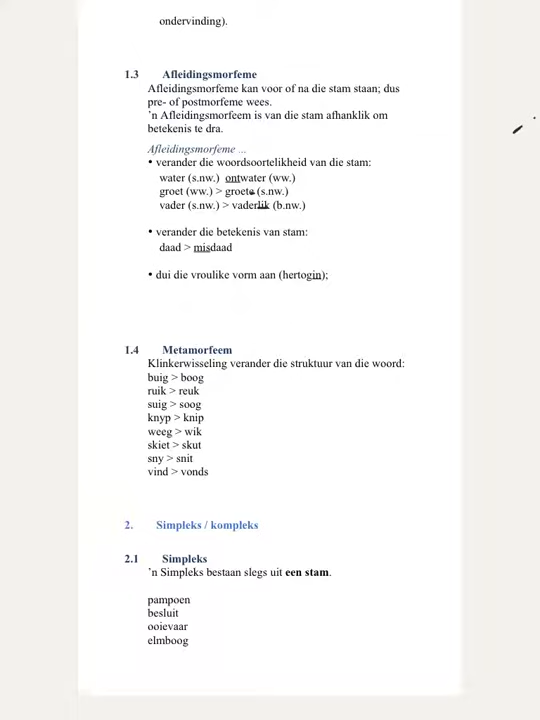 ondervinding).
1.3 Afleidingsmorfeme
Afleidingsmorfeme kan voor of na die stam staan; dus
pre- of postmorfeme wees.
’n Afleidingsmorfeem is van die stam afhanklik om
betekenis te dra.
Afleidingsmorfeme ...
• verander die woordsoortelikheid van die stam:
water (s.nw.) ontwater (ww.)
groet (ww.) > groete (s.nw.)
vader (s.nw.) > vaderlik (b.nw.)
• verander die betekenis van stam:
daad > misdaad
• dui die vroulike vorm aan (hertogin);
1.4 Metamorfeem
Klinkerwisseling verander die struktuur van die woord:
buig > boog
ruik > reuk
suig > soog
knyp > knip
weeg > wik
skiet > skut
sny > snit
vind > vonds
2. Simpleks / kompleks
2.1 Simpleks
’n Simpleks bestaan slegs uit een stam.
pampoen
besluit
ooievaar
elmboog